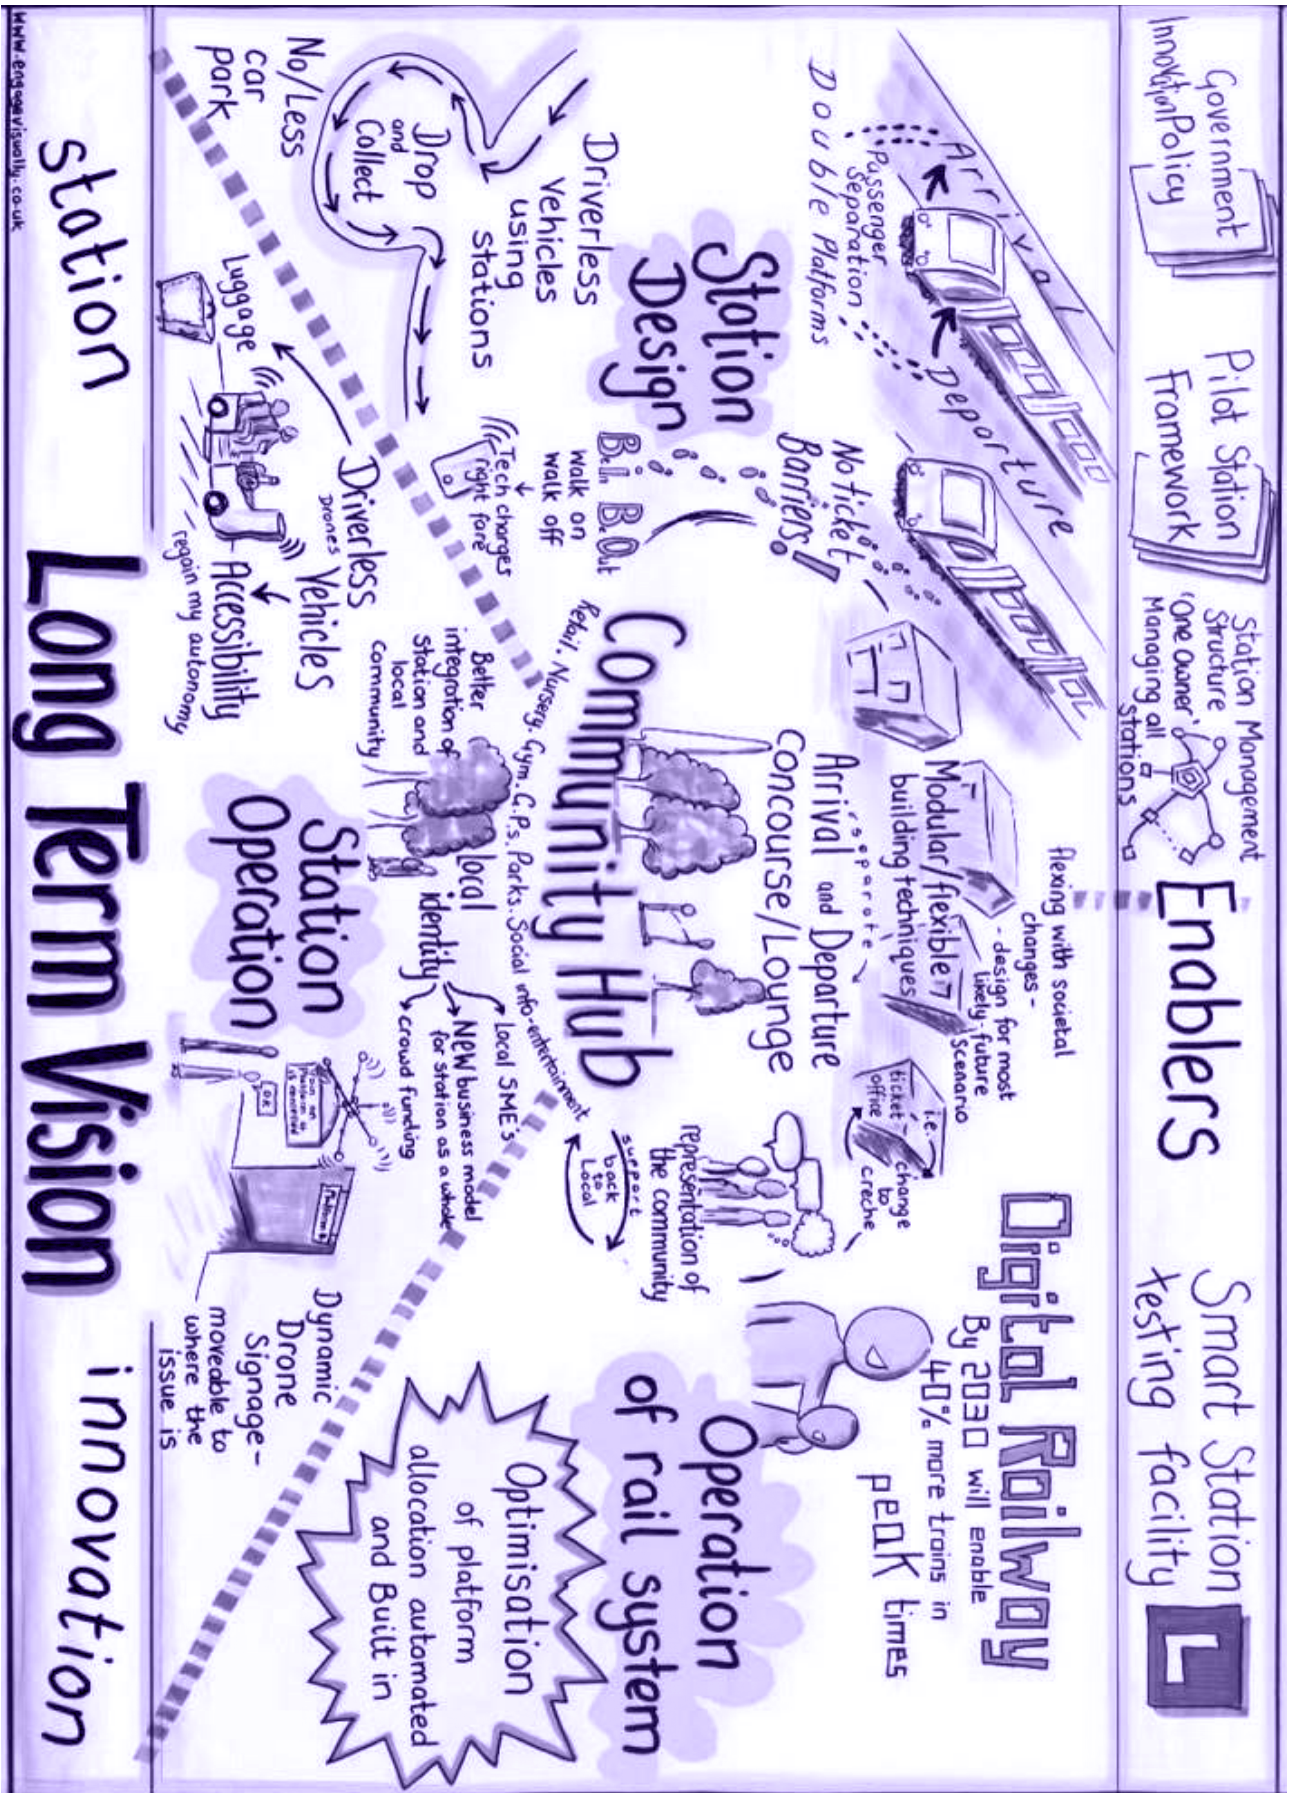 Government
Innovation Policy
Pilot Station
Framework
Station Management
Structure
'One Owner'
Managing all
stations
Enablers
Smart Station
testing facility
Arrival
Passenger
Separation
Double Platforms
Departure
Station
Design
Driverless
Vehicles
using
stations
Drop
and
Collect
No/Less
car
park
No ticket
Barriers!
Be In Be Out
walk on
walk off
Tech charges
right fare
flexing with societal
changes -
- design for most
likely future
scenario
Modular/flexible
building techniques
separate
Arrival and Departure
Concourse/Lounge
i.e.
ticket
office
change
to
creche
Community Hub
Retail. Nursery. Gym. G.Ps. Parks. Social info-entertainment
representation of
the community
support
back
to
Local
Digital Railway
By 2030 will enable
40% more trains in
peak times
Operation
of rail system
Optimisation
of platform
allocation automated
and Built in
Luggage
Driverless
Drones
Vehicles
Accessibility
regain my autonomy
Better
integration of
station and
local
community
Local
identity
Local SME's
New business model
for station as a whole
crowd funding
Station
Operation
OK
Dynamic
Drone
Signage-
moveable to
where the
issue is
station Long Term Vision innovation
www.engagevisually.co.uk